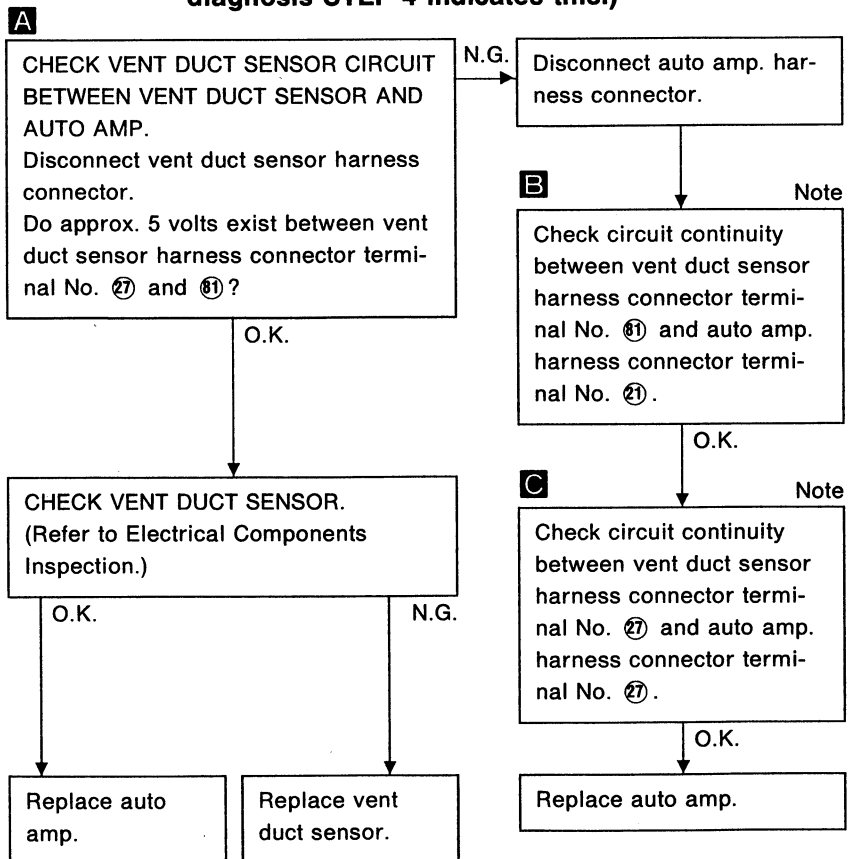 A
CHECK VENT DUCT SENSOR CIRCUIT
BETWEEN VENT DUCT SENSOR AND
AUTO AMP.
Disconnect vent duct sensor harness
connector.
Do approx. 5 volts exist between vent
duct sensor harness connector termi-
nal No. ㉗ and 81?
N.G.
Disconnect auto amp. har-
ness connector.
B
Note
Check circuit continuity
between vent duct sensor
harness connector termi-
nal No. 81 and auto amp.
harness connector termi-
nal No. ㉑.
O.K.
C
Note
Check circuit continuity
between vent duct sensor
harness connector termi-
nal No. ㉗ and auto amp.
harness connector termi-
nal No. ㉗.
O.K.
Replace auto amp.
O.K.
CHECK VENT DUCT SENSOR.
(Refer to Electrical Components
Inspection.)
O.K.
N.G.
Replace auto
amp.
Replace vent
duct sensor.